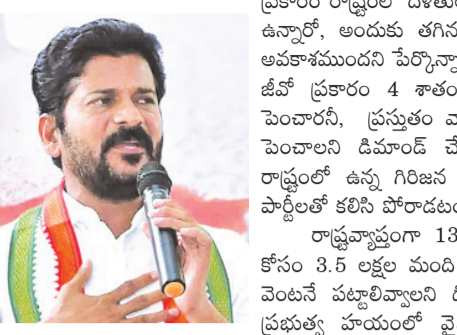 ప్రకారం రాష్ట్రంలో
ఉన్నారో, అందుకు తగిన
అవకాశముందని పేర్కొన్నా
జీవో ప్రకారం 4 శాతం
పెంచారనీ, ప్రస్తుతం
పెంచాలని డిమాండ్ చే
రాష్ట్రంలో ఉన్న గిరిజన
పార్టీలతో కలిసి పోరాడటం
రాష్ట్రవ్యాప్తంగా 13
కోసం 3.5 లక్షల మంది
వెంటనే పట్టాలివ్వాలని
ప్రభుత్వ హయంలో వై